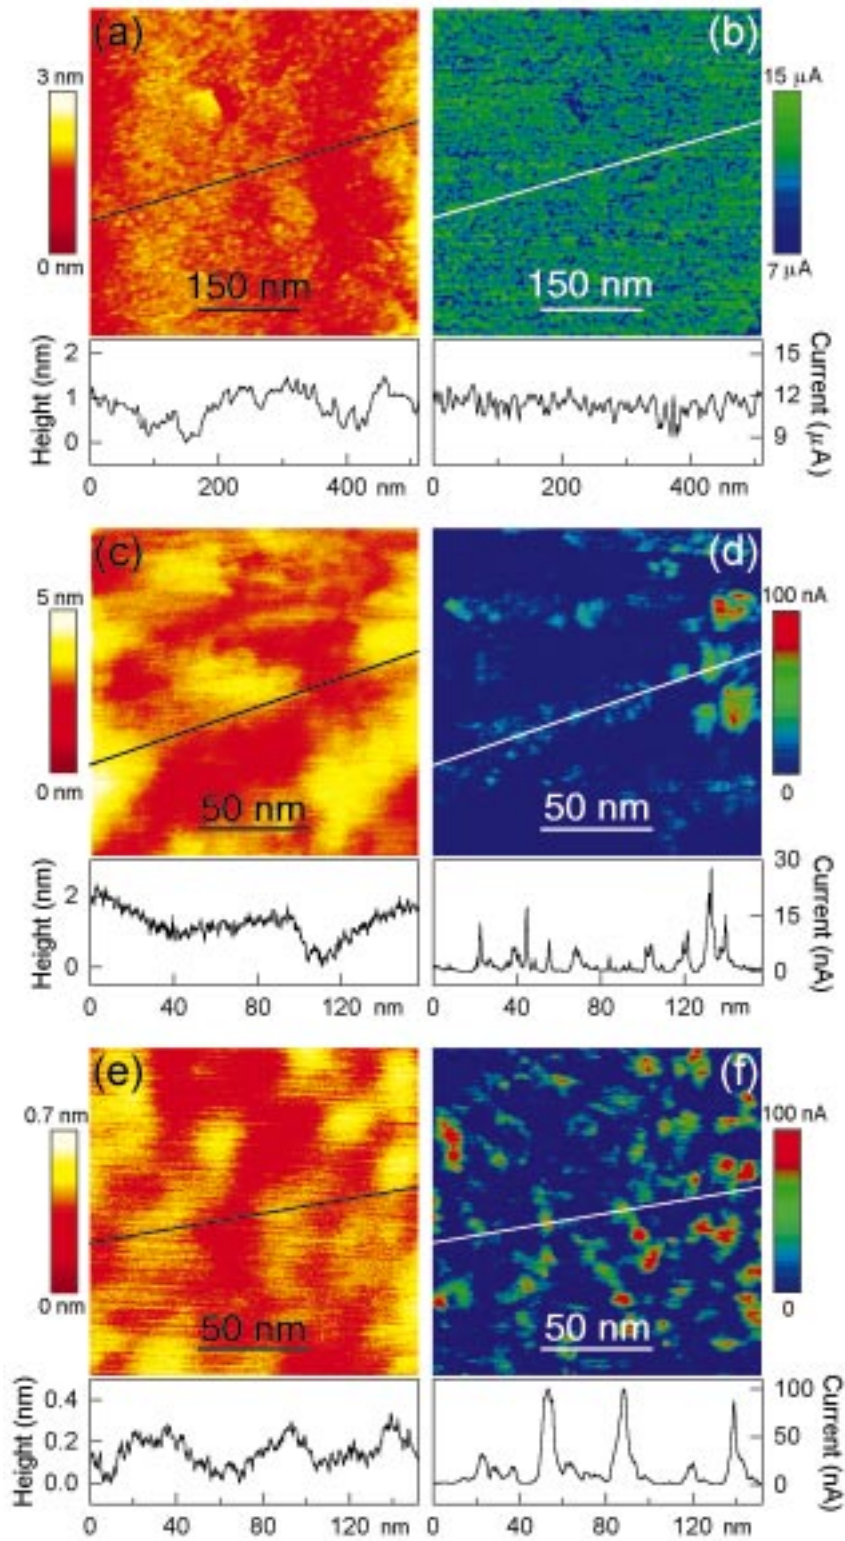 (a) (b)
3 nm 15 μA
0 nm 7 μA
150 nm 150 nm
Height (nm) 2 1 0 15 12 9 Current (μA)
0 200 400 nm 0 200 400 nm
(c) (d)
5 nm 100 nA
0 nm 0
50 nm 50 nm
Height (nm) 2 0 30 15 0 Current (nA)
0 40 80 120 nm 0 40 80 120 nm
(e) (f)
0.7 nm 100 nA
0 nm 0
50 nm 50 nm
Height (nm) 0.4 0.2 0.0 100 50 0 Current (nA)
0 40 80 120 nm 0 40 80 120 nm